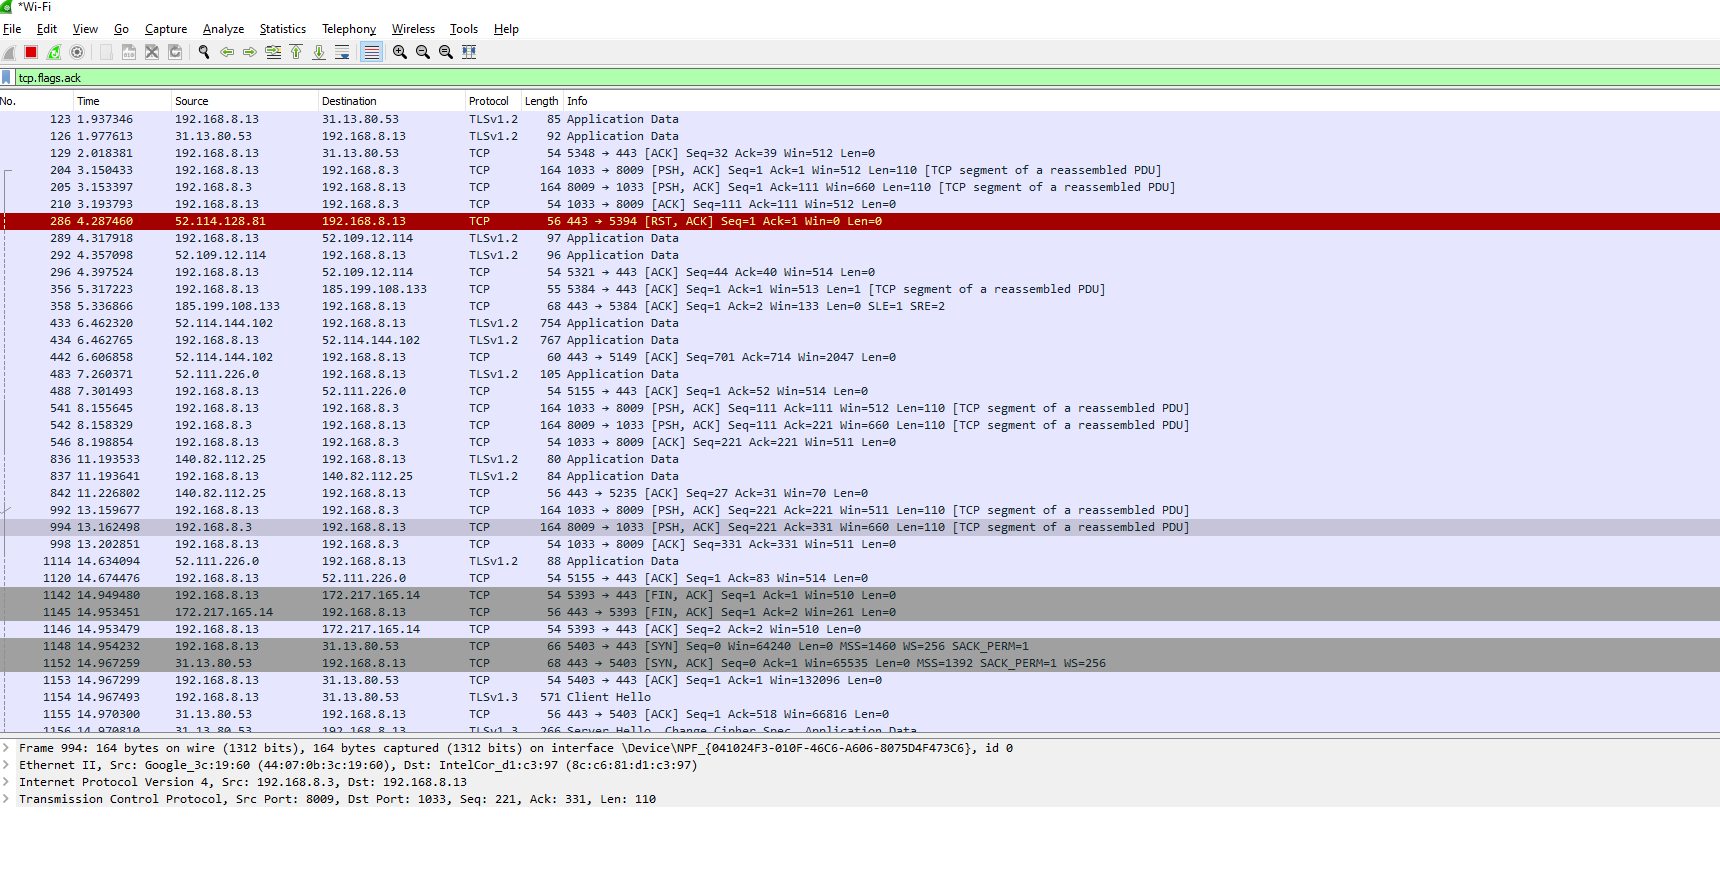 *Wi-Fi
File Edit View Go Capture Analyze Statistics Telephony Wireless Tools Help
tcp.flags.ack
No. Time Source Destination Protocol Length Info
123 1.937346 192.168.8.13 31.13.80.53 TLSv1.2 85 Application Data
126 1.977613 31.13.80.53 192.168.8.13 TLSv1.2 92 Application Data
129 2.018381 192.168.8.13 31.13.80.53 TCP 54 5348 → 443 [ACK] Seq=32 Ack=39 Win=512 Len=0
204 3.150433 192.168.8.13 192.168.8.3 TCP 164 1033 → 8009 [PSH, ACK] Seq=1 Ack=1 Win=512 Len=110 [TCP segment of a reassembled PDU]
205 3.153397 192.168.8.3 192.168.8.13 TCP 164 8009 → 1033 [PSH, ACK] Seq=1 Ack=111 Win=660 Len=110 [TCP segment of a reassembled PDU]
210 3.193793 192.168.8.13 192.168.8.3 TCP 54 1033 → 8009 [ACK] Seq=111 Ack=111 Win=512 Len=0
286 4.287460 52.114.128.81 192.168.8.13 TCP 56 443 → 5394 [RST, ACK] Seq=1 Ack=1 Win=0 Len=0
289 4.317918 192.168.8.13 52.109.12.114 TLSv1.2 97 Application Data
292 4.357098 52.109.12.114 192.168.8.13 TLSv1.2 96 Application Data
296 4.397524 192.168.8.13 52.109.12.114 TCP 54 5321 → 443 [ACK] Seq=44 Ack=40 Win=514 Len=0
356 5.317223 192.168.8.13 185.199.108.133 TCP 55 5384 → 443 [ACK] Seq=1 Ack=1 Win=513 Len=1 [TCP segment of a reassembled PDU]
358 5.336866 185.199.108.133 192.168.8.13 TCP 68 443 → 5384 [ACK] Seq=1 Ack=2 Win=133 Len=0 SLE=1 SRE=2
433 6.462320 52.114.144.102 192.168.8.13 TLSv1.2 754 Application Data
434 6.462765 192.168.8.13 52.114.144.102 TLSv1.2 767 Application Data
442 6.606858 52.114.144.102 192.168.8.13 TCP 60 443 → 5149 [ACK] Seq=701 Ack=714 Win=2047 Len=0
483 7.260371 52.111.226.0 192.168.8.13 TLSv1.2 105 Application Data
488 7.301493 192.168.8.13 52.111.226.0 TCP 54 5155 → 443 [ACK] Seq=1 Ack=52 Win=514 Len=0
541 8.155645 192.168.8.13 192.168.8.3 TCP 164 1033 → 8009 [PSH, ACK] Seq=111 Ack=111 Win=512 Len=110 [TCP segment of a reassembled PDU]
542 8.158329 192.168.8.3 192.168.8.13 TCP 164 8009 → 1033 [PSH, ACK] Seq=111 Ack=221 Win=660 Len=110 [TCP segment of a reassembled PDU]
546 8.198854 192.168.8.13 192.168.8.3 TCP 54 1033 → 8009 [ACK] Seq=221 Ack=221 Win=511 Len=0
836 11.193533 140.82.112.25 192.168.8.13 TLSv1.2 80 Application Data
837 11.193641 192.168.8.13 140.82.112.25 TLSv1.2 84 Application Data
842 11.226802 140.82.112.25 192.168.8.13 TCP 56 443 → 5235 [ACK] Seq=27 Ack=31 Win=70 Len=0
992 13.159677 192.168.8.13 192.168.8.3 TCP 164 1033 → 8009 [PSH, ACK] Seq=221 Ack=221 Win=511 Len=110 [TCP segment of a reassembled PDU]
994 13.162498 192.168.8.3 192.168.8.13 TCP 164 8009 → 1033 [PSH, ACK] Seq=221 Ack=331 Win=660 Len=110 [TCP segment of a reassembled PDU]
998 13.202851 192.168.8.13 192.168.8.3 TCP 54 1033 → 8009 [ACK] Seq=331 Ack=331 Win=511 Len=0
1114 14.634094 52.111.226.0 192.168.8.13 TLSv1.2 88 Application Data
1120 14.674476 192.168.8.13 52.111.226.0 TCP 54 5155 → 443 [ACK] Seq=1 Ack=83 Win=514 Len=0
1142 14.949480 192.168.8.13 172.217.165.14 TCP 54 5393 → 443 [FIN, ACK] Seq=1 Ack=1 Win=510 Len=0
1145 14.953451 172.217.165.14 192.168.8.13 TCP 56 443 → 5393 [FIN, ACK] Seq=1 Ack=2 Win=261 Len=0
1146 14.953479 192.168.8.13 172.217.165.14 TCP 54 5393 → 443 [ACK] Seq=2 Ack=2 Win=510 Len=0
1148 14.954232 192.168.8.13 31.13.80.53 TCP 66 5403 → 443 [SYN] Seq=0 Win=64240 Len=0 MSS=1460 WS=256 SACK_PERM=1
1152 14.967259 31.13.80.53 192.168.8.13 TCP 68 443 → 5403 [SYN, ACK] Seq=0 Ack=1 Win=65535 Len=0 MSS=1392 SACK_PERM=1 WS=256
1153 14.967299 192.168.8.13 31.13.80.53 TCP 54 5403 → 443 [ACK] Seq=1 Ack=1 Win=132096 Len=0
1154 14.967493 192.168.8.13 31.13.80.53 TLSv1.3 571 Client Hello
1155 14.970300 31.13.80.53 192.168.8.13 TCP 56 443 → 5403 [ACK] Seq=1 Ack=518 Win=66816 Len=0
1156 14.970810 31.13.80.53 192.168.8.13 TLSv1.3 266 Server Hello, Change Cipher Spec, Application Data
Frame 994: 164 bytes on wire (1312 bits), 164 bytes captured (1312 bits) on interface \Device\NPF_{041024F3-010F-46C6-A606-8075D4F473C6}, id 0
Ethernet II, Src: Google_3c:19:60 (44:07:0b:3c:19:60), Dst: IntelCor_d1:c3:97 (8c:c6:81:d1:c3:97)
Internet Protocol Version 4, Src: 192.168.8.3, Dst: 192.168.8.13
Transmission Control Protocol, Src Port: 8009, Dst Port: 1033, Seq: 221, Ack: 331, Len: 110